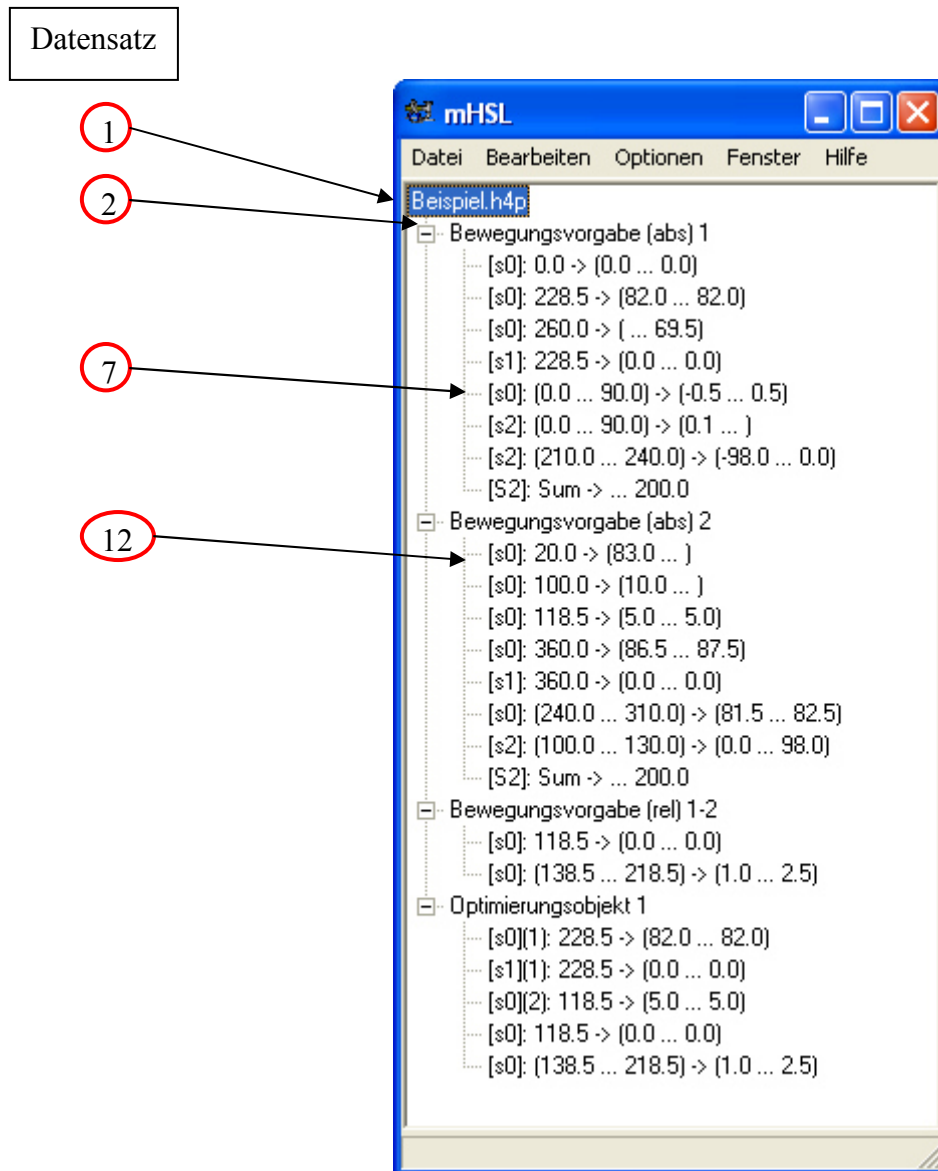 Datensatz
1
2
7
12
mHSL
Datei Bearbeiten Optionen Fenster Hilfe
Beispiel.h4p
Bewegungsvorgabe (abs) 1
[s0]: 0.0 -> (0.0 ... 0.0)
[s0]: 228.5 -> (82.0 ... 82.0)
[s0]: 260.0 -> ( ... 69.5)
[s1]: 228.5 -> (0.0 ... 0.0)
[s0]: (0.0 ... 90.0) -> (-0.5 ... 0.5)
[s2]: (0.0 ... 90.0) -> (0.1 ... )
[s2]: (210.0 ... 240.0) -> (-98.0 ... 0.0)
[S2]: Sum -> ... 200.0
Bewegungsvorgabe (abs) 2
[s0]: 20.0 -> (83.0 ... )
[s0]: 100.0 -> (10.0 ... )
[s0]: 118.5 -> (5.0 ... 5.0)
[s0]: 360.0 -> (86.5 ... 87.5)
[s1]: 360.0 -> (0.0 ... 0.0)
[s0]: (240.0 ... 310.0) -> (81.5 ... 82.5)
[s2]: (100.0 ... 130.0) -> (0.0 ... 98.0)
[S2]: Sum -> ... 200.0
Bewegungsvorgabe (rel) 1-2
[s0]: 118.5 -> (0.0 ... 0.0)
[s0]: (138.5 ... 218.5) -> (1.0 ... 2.5)
Optimierungsobjekt 1
[s0](1): 228.5 -> (82.0 ... 82.0)
[s1](1): 228.5 -> (0.0 ... 0.0)
[s0](2): 118.5 -> (5.0 ... 5.0)
[s0]: 118.5 -> (0.0 ... 0.0)
[s0]: (138.5 ... 218.5) -> (1.0 ... 2.5)